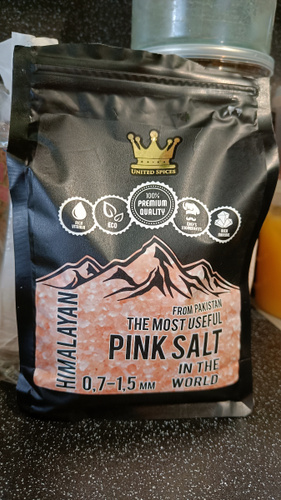 UNITED SPICES
100%
PREMIUM
QUALITY
ECO
HIMALAYAN
FROM PAKISTAN
THE MOST USEFUL
PINK SALT
IN THE
WORLD
0,7-1,5 MM